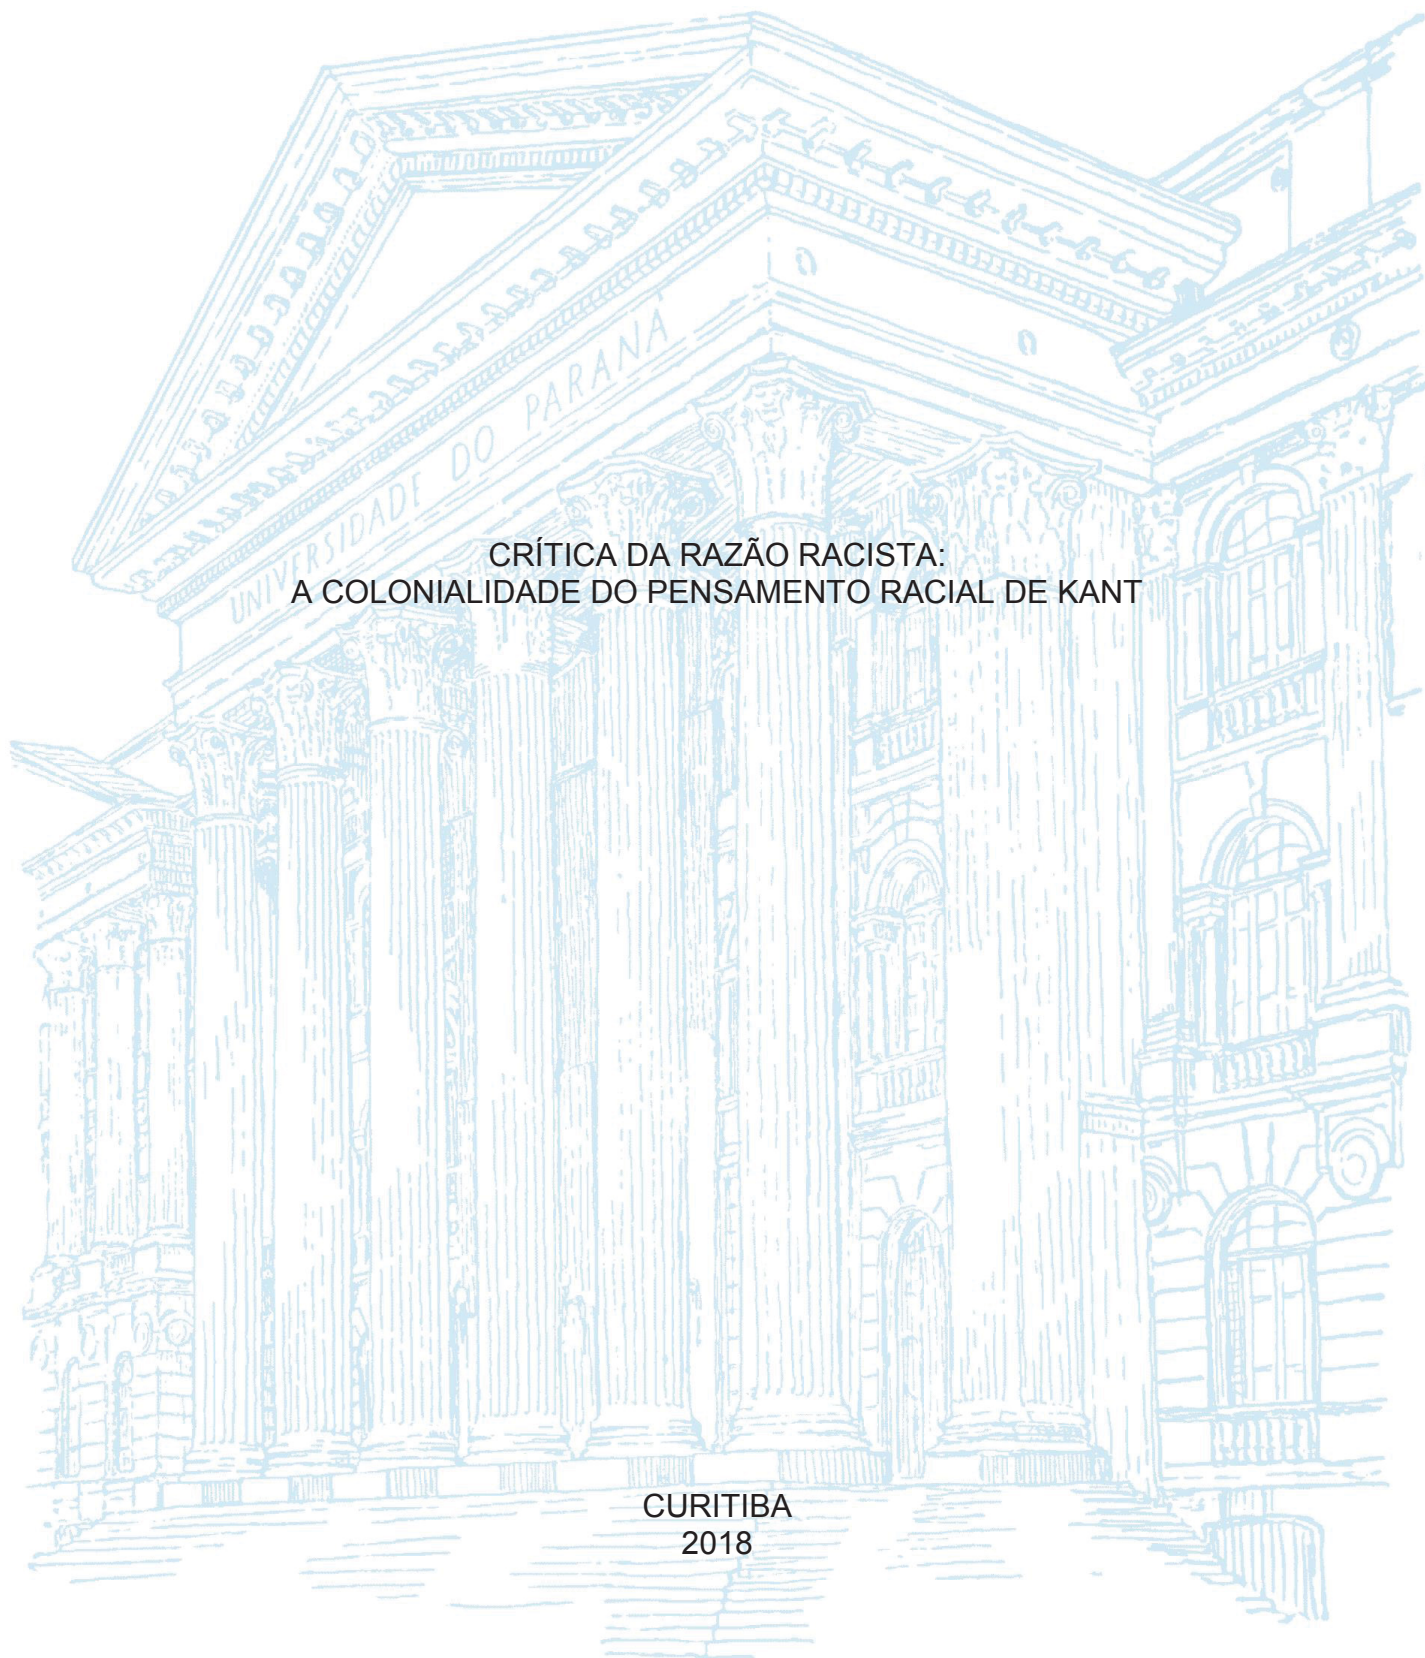 UNIVERSIDADE DO PARANÁ
CRÍTICA DA RAZÃO RACISTA:
A COLONIALIDADE DO PENSAMENTO RACIAL DE KANT
CURITIBA
2018